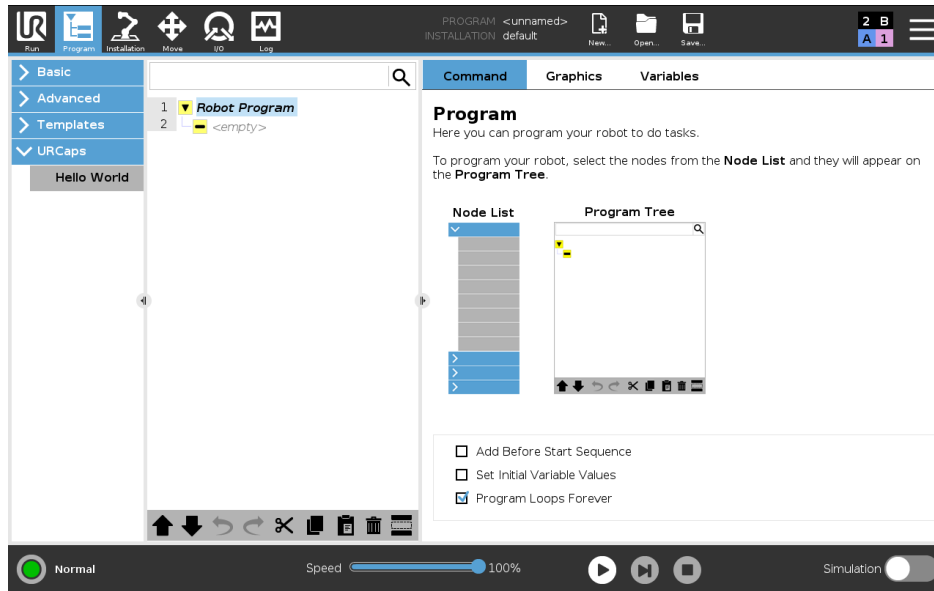 PROGRAM <unnamed>
INSTALLATION default
2 B
A 1
UR
Run
Program
Installation
Move
I/O
Log
New...
Open...
Save...
Basic
Advanced
Templates
URCaps
Hello World
1 Robot Program
2 <empty>
Command Graphics Variables
Program
Here you can program your robot to do tasks.
To program your robot, select the nodes from the Node List and they will appear on
the Program Tree.
Node List Program Tree
Add Before Start Sequence
Set Initial Variable Values
Program Loops Forever
Normal
Speed 100%
Simulation